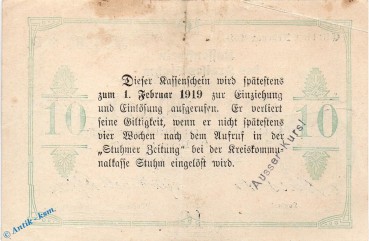 Dieser Kassenschein wird spätestens
zum 1. Februar 1919 zur Einziehung
und Einlösung aufgerufen. Er verliert
seine Giltigkeit, wenn er nicht spätestens
vier Wochen nach dem Aufruf in der
„Stuhmer Zeitung" bei der Kreiskommu-
nalkasse Stuhm eingelöst wird.
10
10
Ausser Kurs!
© Antik - ksm.